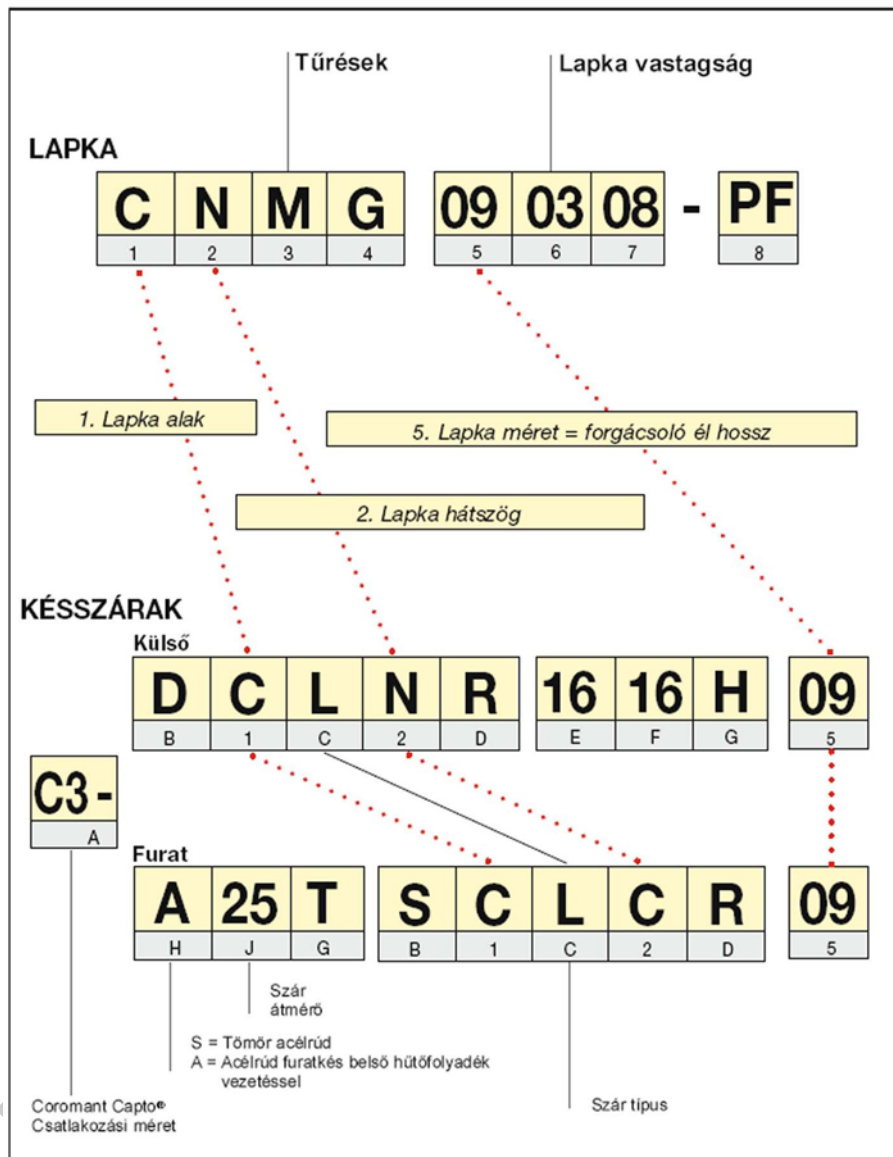 Tűrések Lapka vastagság
LAPKA
C N M G 09 03 08 - PF
1 2 3 4 5 6 7 8
1. Lapka alak
5. Lapka méret = forgácsoló él hossz
2. Lapka hátszög
KÉSSZÁRAK
Külső
D C L N R 16 16 H 09
B 1 C 2 D E F G 5
C3-
A
Furat
A 25 T S C L C R 09
H J G B 1 C 2 D 5
Szár
átmérő
S = Tömör acélrúd
A = Acélrúd furatkés belső hűtőfolyadék
vezetéssel
Coromant Capto®
Csatlakozási méret
Szár típus